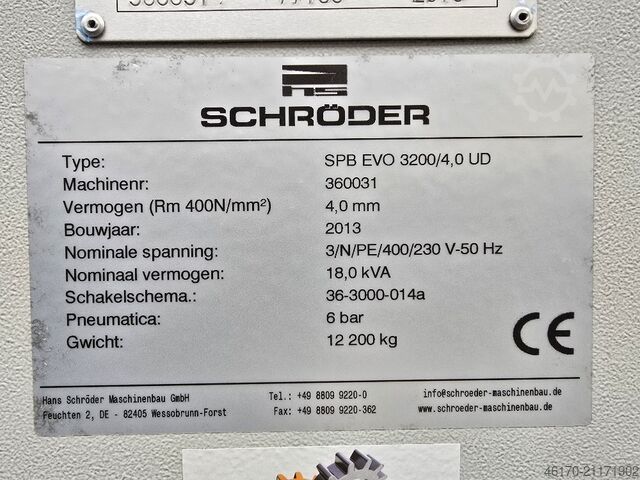 hs
SCHRÖDER
Type: SPB EVO 3200/4,0 UD
Machinenr: 360031
Vermogen (Rm 400N/mm²) 4,0 mm
Bouwjaar: 2013
Nominale spanning: 3/N/PE/400/230 V-50 Hz
Nominaal vermogen: 18,0 kVA
Schakelschema.: 36-3000-014a
Pneumatica: 6 bar
Gwicht: 12 200 kg
CE
Hans Schröder Maschinenbau GmbH Tel.: +49 8809 9220-0 info@schroeder-maschinenbau.de
Feuchten 2, DE - 82405 Wessobrunn-Forst Fax: +49 8809 9220-362 www.schroeder-maschinenbau.de
46170-21171902